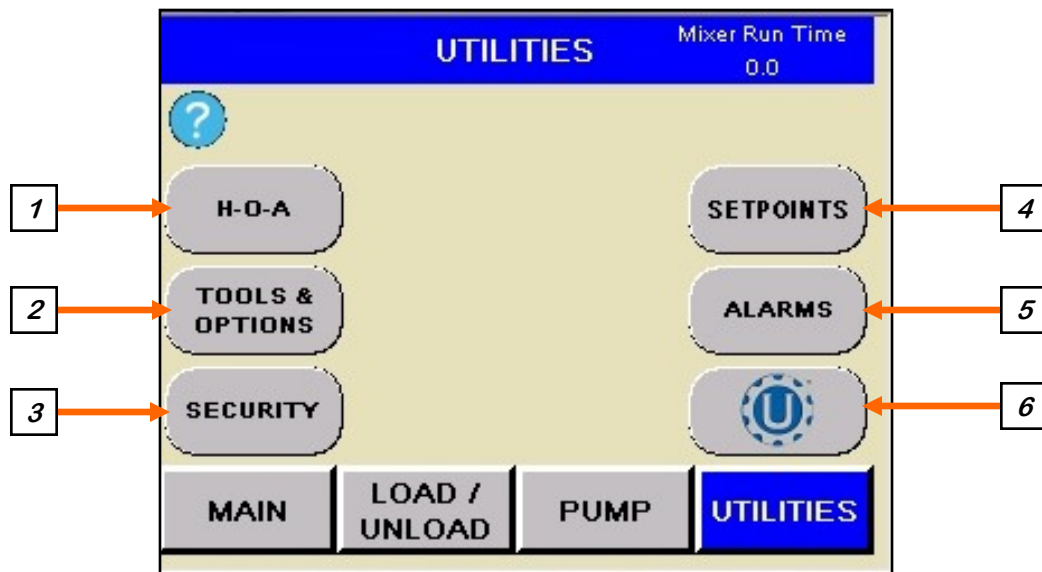 UTILITIES
Mixer Run Time
0.0
?
1
H-O-A
SETPOINTS
4
2
TOOLS &
OPTIONS
ALARMS
5
3
SECURITY
U
6
MAIN
LOAD /
UNLOAD
PUMP
UTILITIES